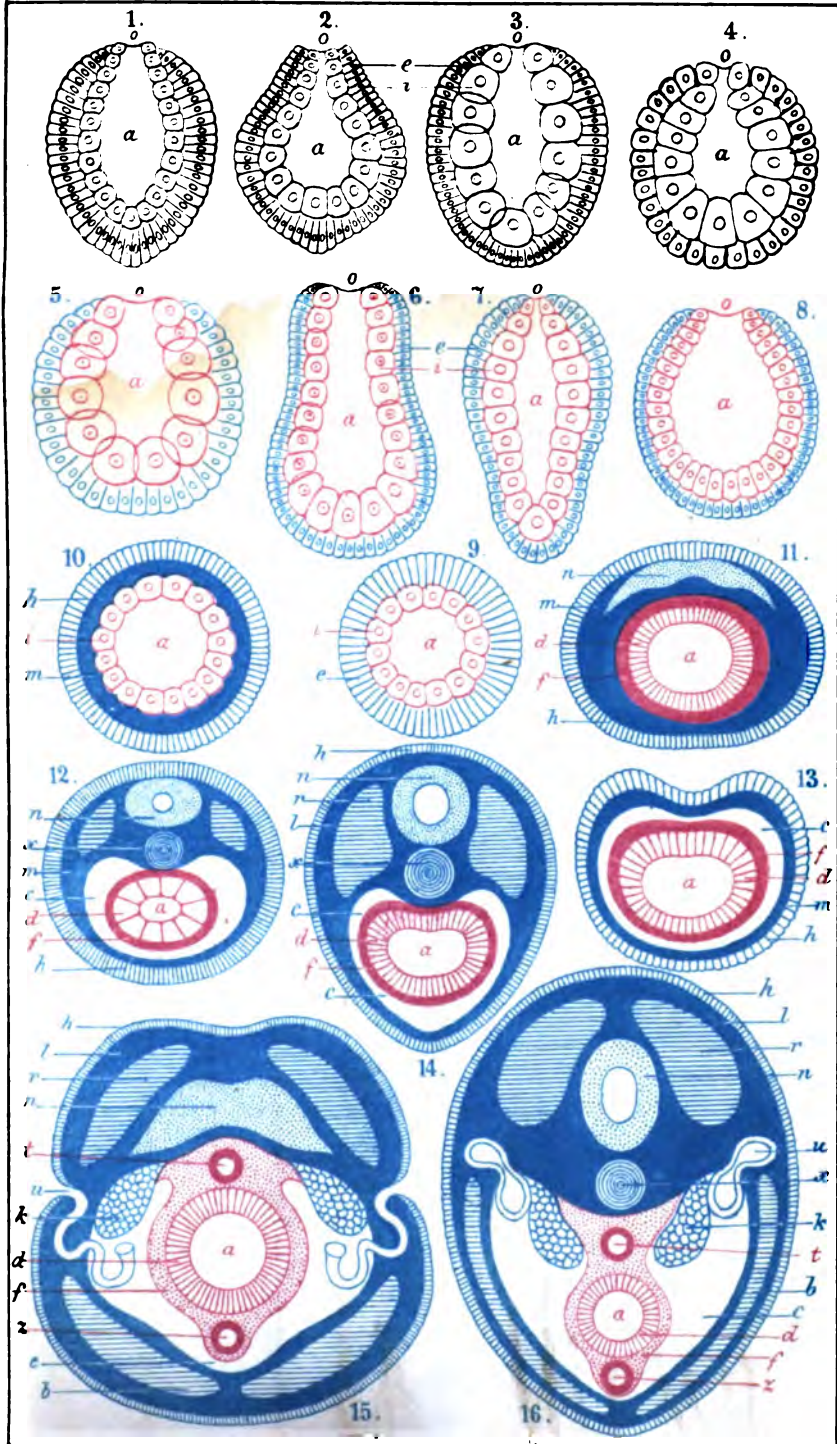 1.
o
a
2.
o
a
e
i
3.
o
a
4.
o
a
5.
o
a
6.
o
a
e
i
7.
o
a
8.
o
a
10.
h
i
m
a
9.
i
e
a
11.
n
m
d
f
h
a
12.
n
x
m
c
d
f
h
a
h
n
r
l
x
c
d
f
c
a
14.
13.
c
f
d
m
h
a
h
l
r
n
t
u
k
d
f
z
c
b
a
15.
h
l
r
n
u
x
k
t
b
c
d
f
z
a
16.